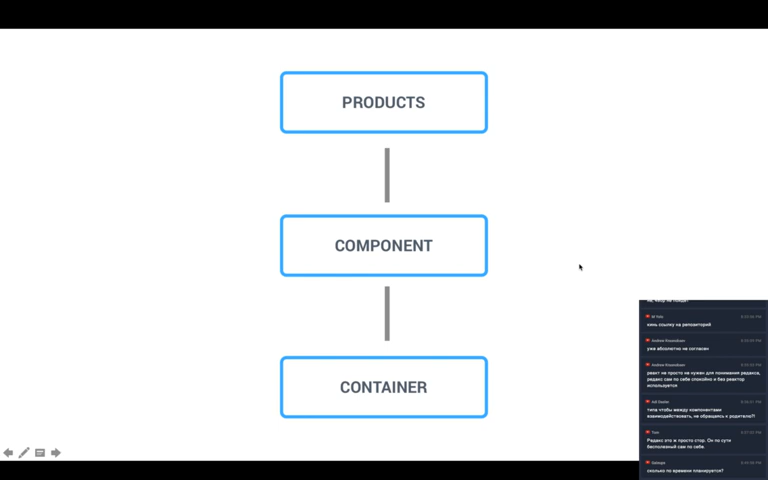 PRODUCTS
COMPONENT
CONTAINER
M Yolo
кинь ссылку на репозиторий
уже абсолютно не согласен
реакт не просто не нужен для понимания редакса,
редакс сам по себе спокойно и без реактор
используется
типа чтобы между компонентами
взаимодействовать, не обращаясь к родителю?!
Редакс это ж просто стор. Он по сути
бесполезный сам по себе.
сколько по времени планируется?